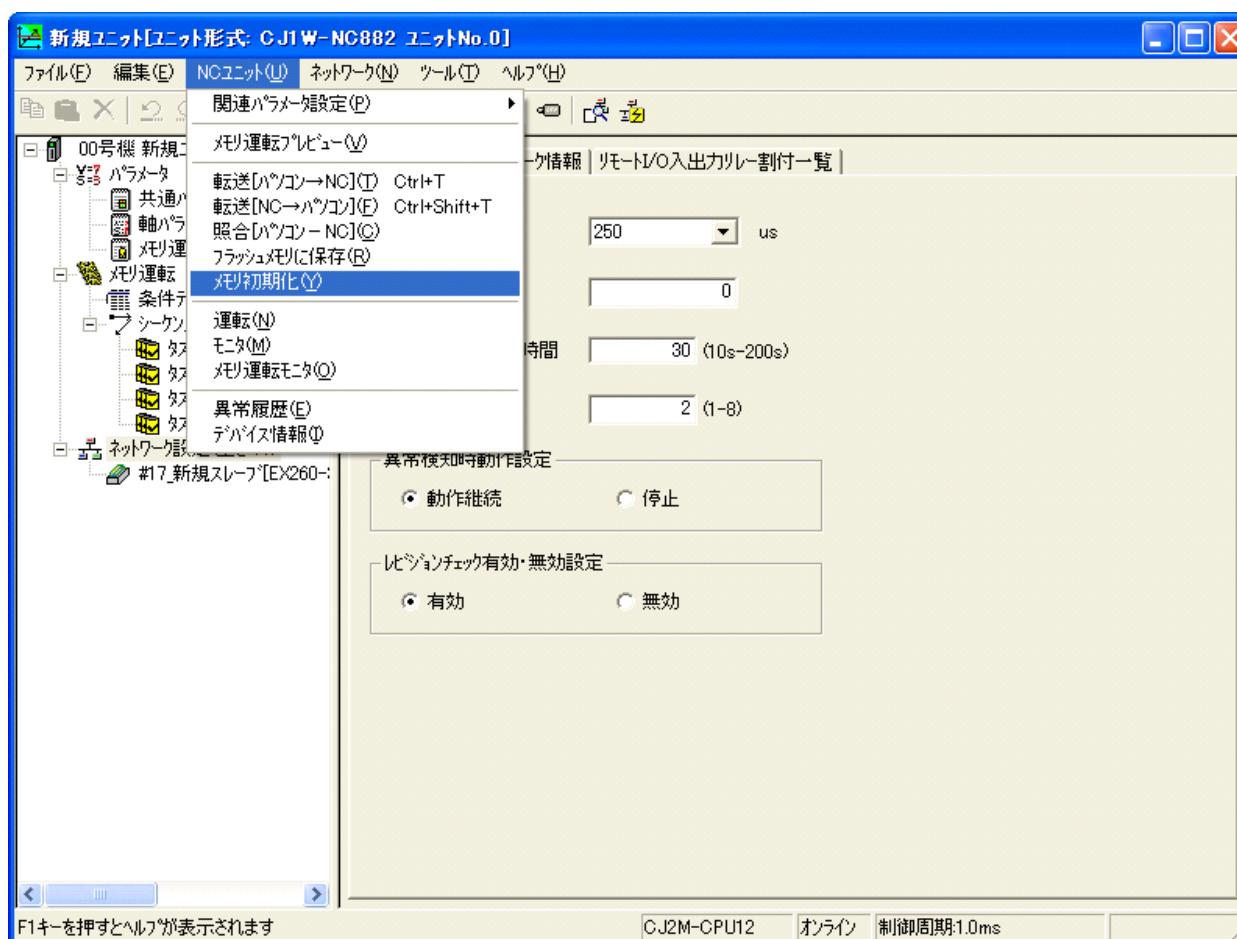 新規ユニット[ユニット形式: CJ1W-NC882 ユニットNo.0]
ファイル(F) 編集(E) NCユニット(U) ネットワーク(N) ツール(T) ヘルプ(H)
関連パラメータ設定(P)
メモリ運転プレビュー(V)
転送[パソコン→NC](T) Ctrl+T
転送[NC→パソコン](F) Ctrl+Shift+T
照合[パソコン－NC](C)
フラッシュメモリに保存(R)
メモリ初期化(Y)
運転(N)
モニタ(M)
メモリ運転モニタ(O)
異常履歴(E)
デバイス情報(I)
00号機 新規
パラメータ
共通
軸パラ
メモリ運
メモリ運転
条件デ
シーケン
タス
タス
タス
タス
ネットワーク設
#17_新規スレーブ[EX260-
ク情報 リモートI/O入出力リレー割付一覧
250 us
0
時間 30 (10s-200s)
2 (1-8)
異常検知時動作設定
動作継続 停止
レビジョンチェック有効・無効設定
有効 無効
F1キーを押すとヘルプが表示されます CJ2M-CPU12 オンライン 制御周期:1.0ms